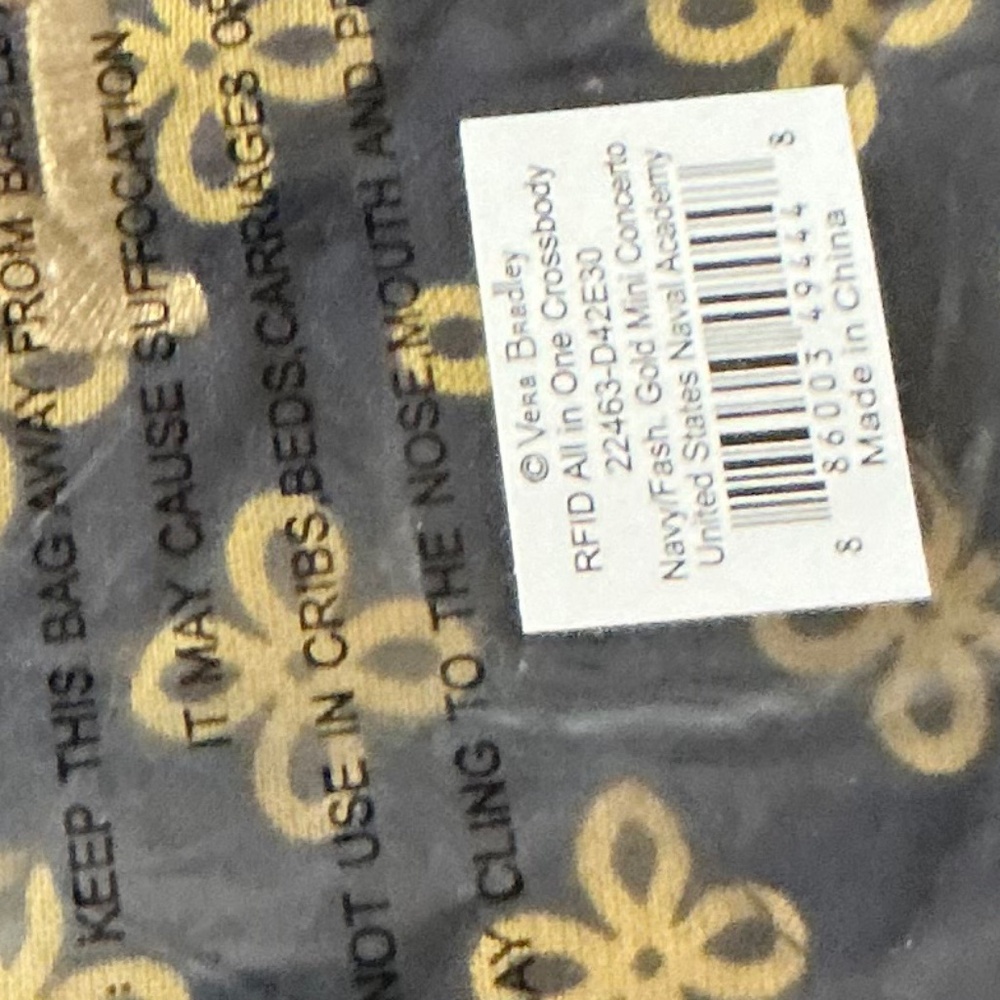 KEEP THIS BAG AWAY FROM
IT MAY CAUSE SUFFOCATION
NOT USE IN CRIBS,BEDS,CARRIAGES OR
CLING TO THE NOSE,MOUTH AND
© Vera Bradley
RFID All in One Crossbody
22463-D42E30
Navy/Fash. Gold Mini Concerto
United States Naval Academy
8 86003 49444 8
Made in China